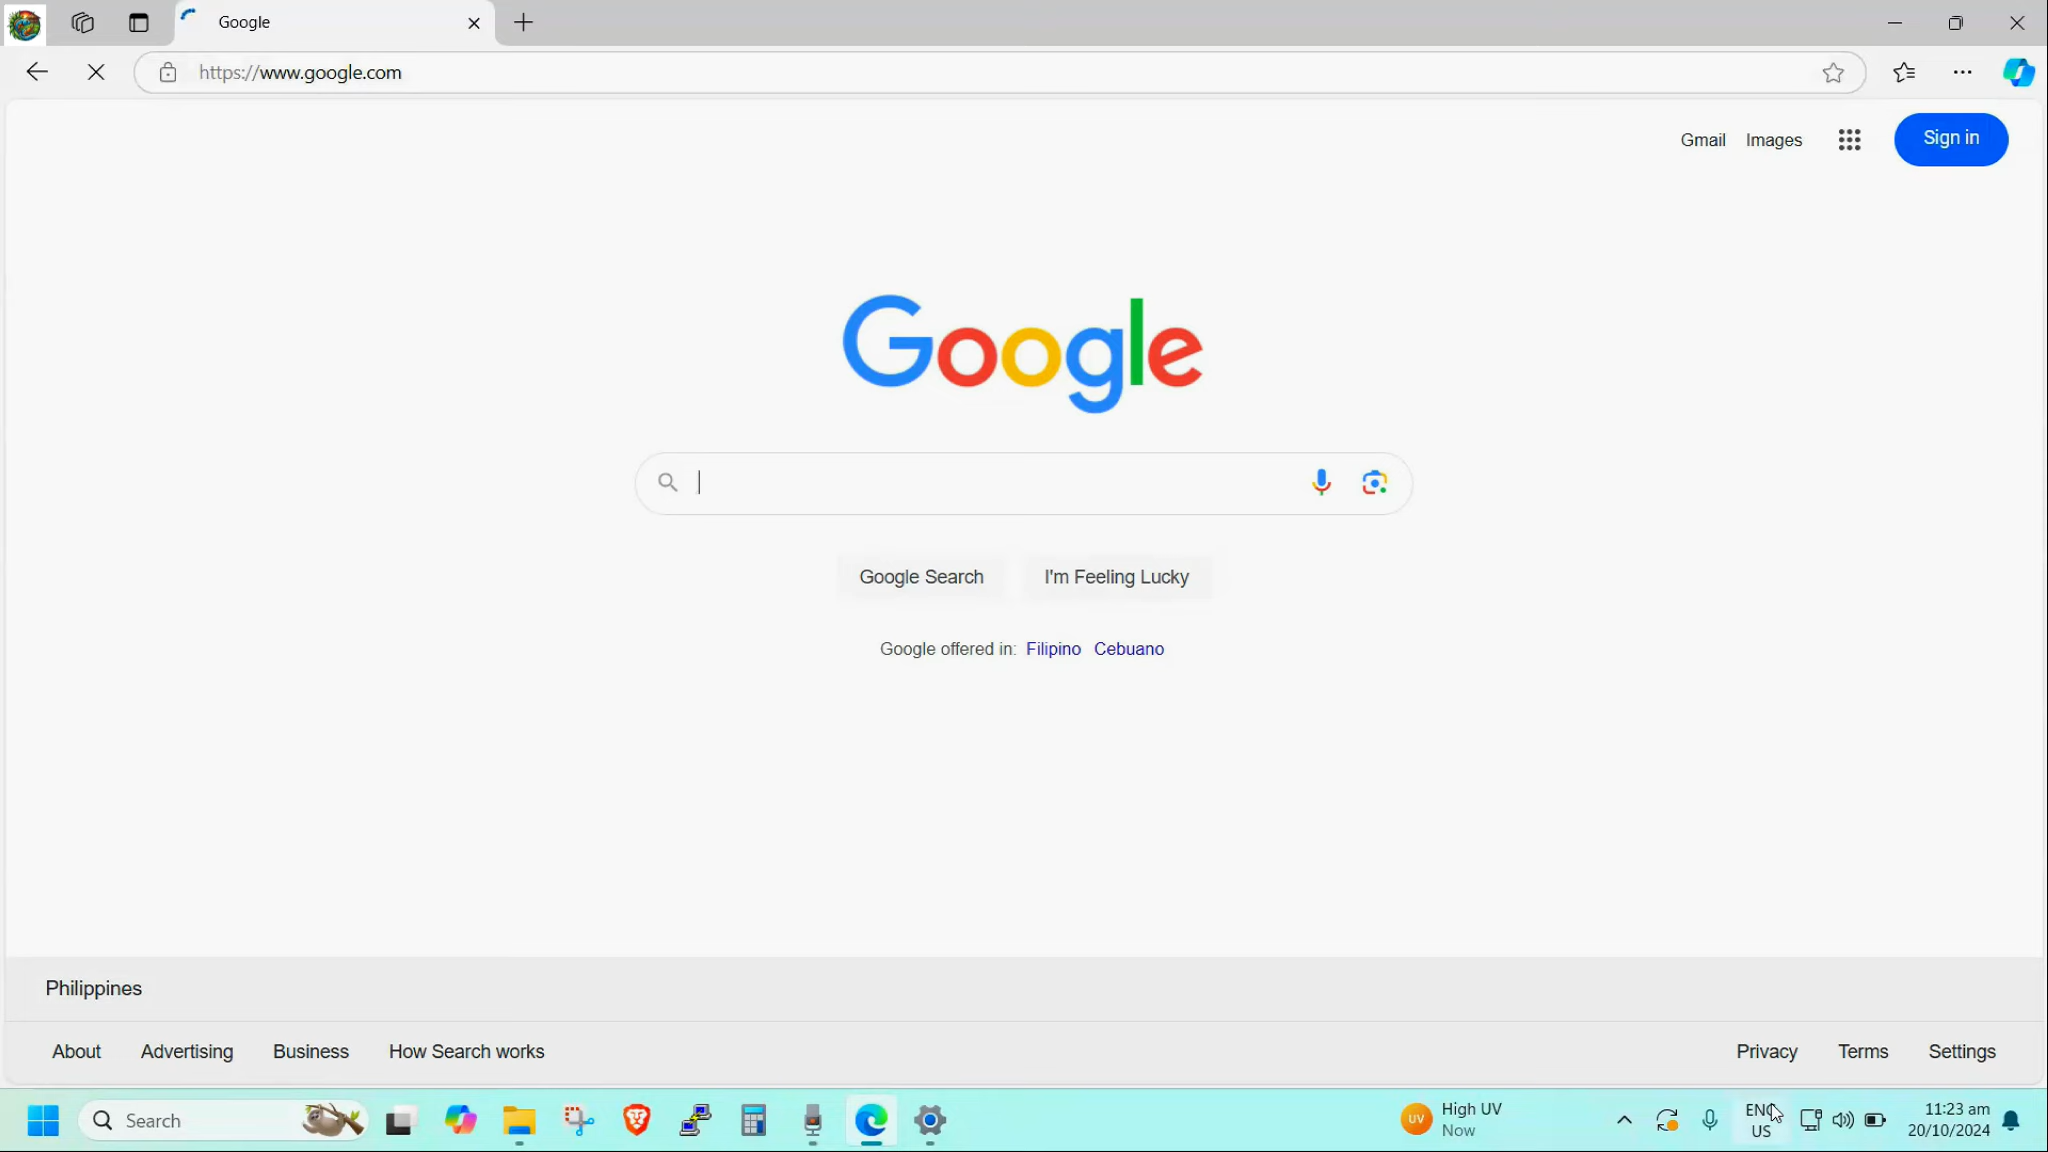 Google
https://www.google.com
Gmail Images Sign in
Google
Google Search I'm Feeling Lucky
Google offered in: Filipino Cebuano
Philippines
About Advertising Business How Search works Privacy Terms Settings
Search
UV
High UV
Now
ENG
US
11:23 am
20/10/2024